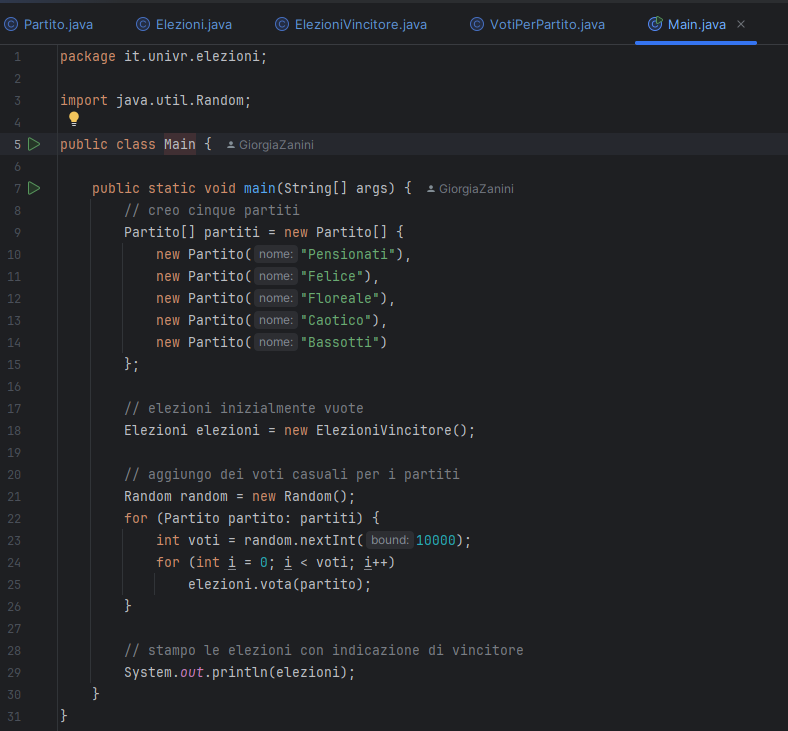 Partito.java Elezioni.java ElezioniVincitore.java VotiPerPartito.java Main.java ×
1 package it.univr.elezioni;
2
3 import java.util.Random;
4
5 public class Main { GiorgiaZanini
6
7 public static void main(String[] args) { GiorgiaZanini
8 // creo cinque partiti
9 Partito[] partiti = new Partito[] {
10 new Partito( nome: "Pensionati"),
11 new Partito( nome: "Felice"),
12 new Partito( nome: "Floreale"),
13 new Partito( nome: "Caotico"),
14 new Partito( nome: "Bassotti")
15 };
16
17 // elezioni inizialmente vuote
18 Elezioni elezioni = new ElezioniVincitore();
19
20 // aggiungo dei voti casuali per i partiti
21 Random random = new Random();
22 for (Partito partito: partiti) {
23 int voti = random.nextInt( bound: 10000);
24 for (int i = 0; i < voti; i++)
25 elezioni.vota(partito);
26 }
27
28 // stampo le elezioni con indicazione di vincitore
29 System.out.println(elezioni);
30 }
31 }